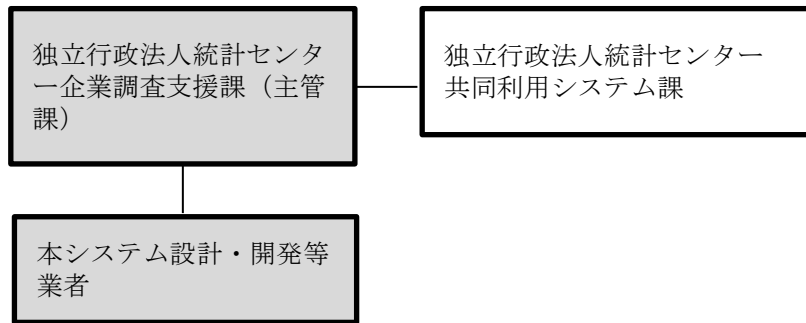 独立行政法人統計センタ
ー企業調査支援課（主管
課）
独立行政法人統計センター
共同利用システム課
本システム設計・開発等
業者